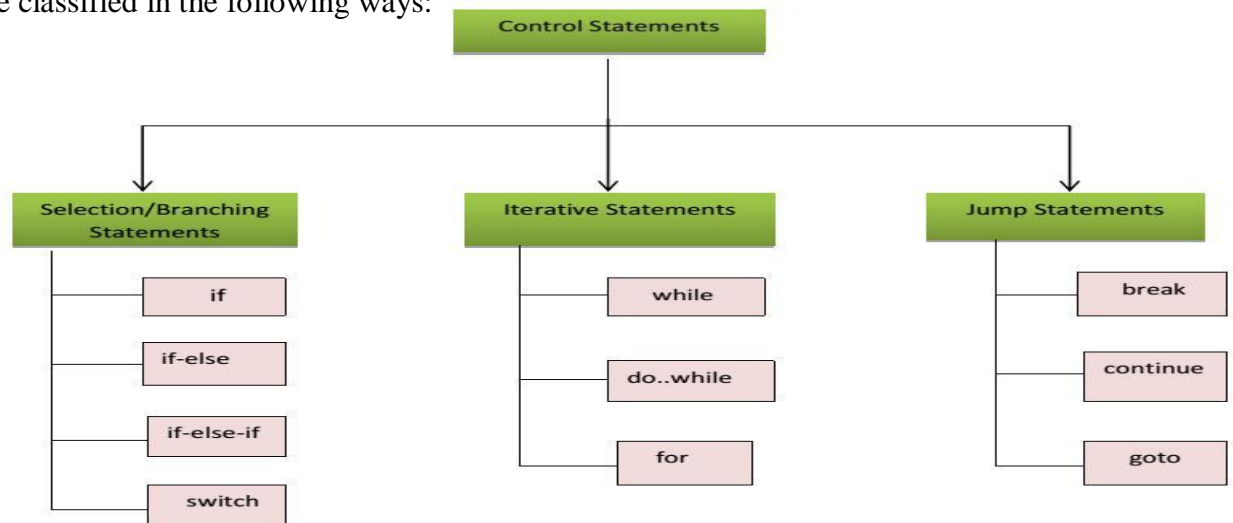 e classified in the following ways:
Control Statements
Selection/Branching
Statements
if
if-else
if-else-if
switch
Iterative Statements
while
do..while
for
Jump Statements
break
continue
goto